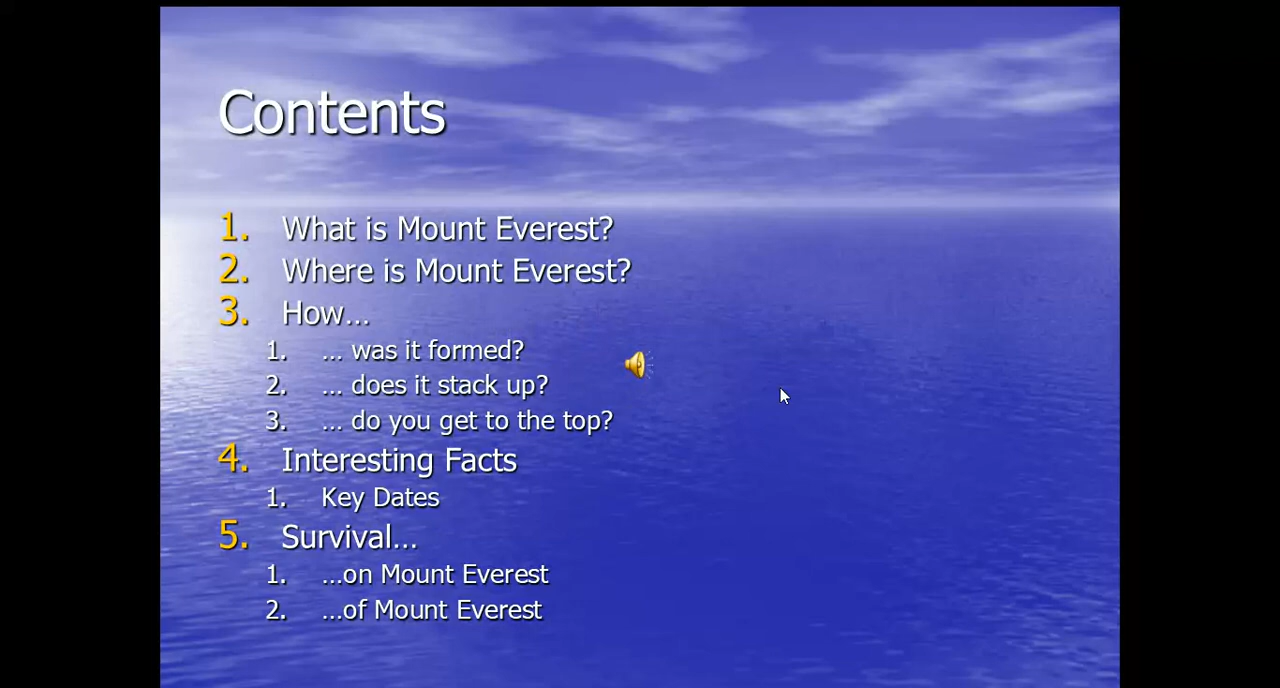 Contents
1. What is Mount Everest?
2. Where is Mount Everest?
3. How…
1. … was it formed?
2. … does it stack up?
3. … do you get to the top?
4. Interesting Facts
1. Key Dates
5. Survival…
1. …on Mount Everest
2. …of Mount Everest